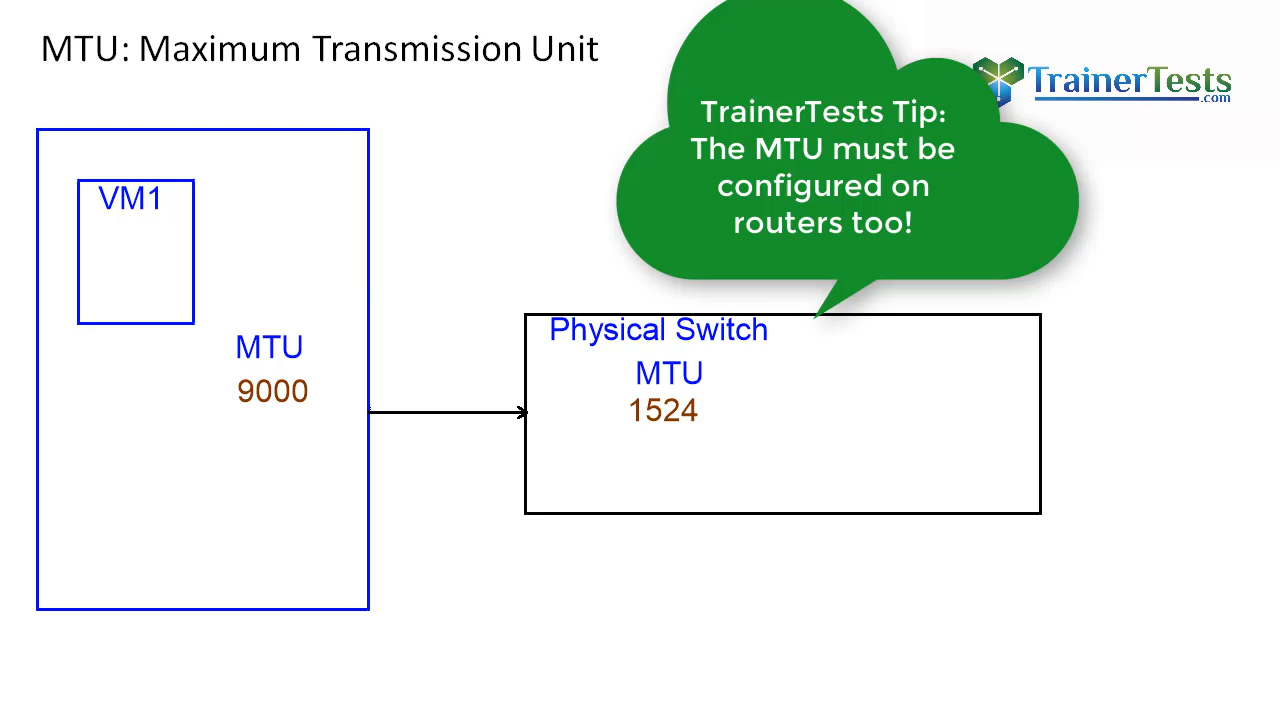 MTU: Maximum Transmission Unit
TrainerTests
.com
TrainerTests Tip:
The MTU must be
configured on
routers too!
VM1
MTU
9000
Physical Switch
MTU
1524